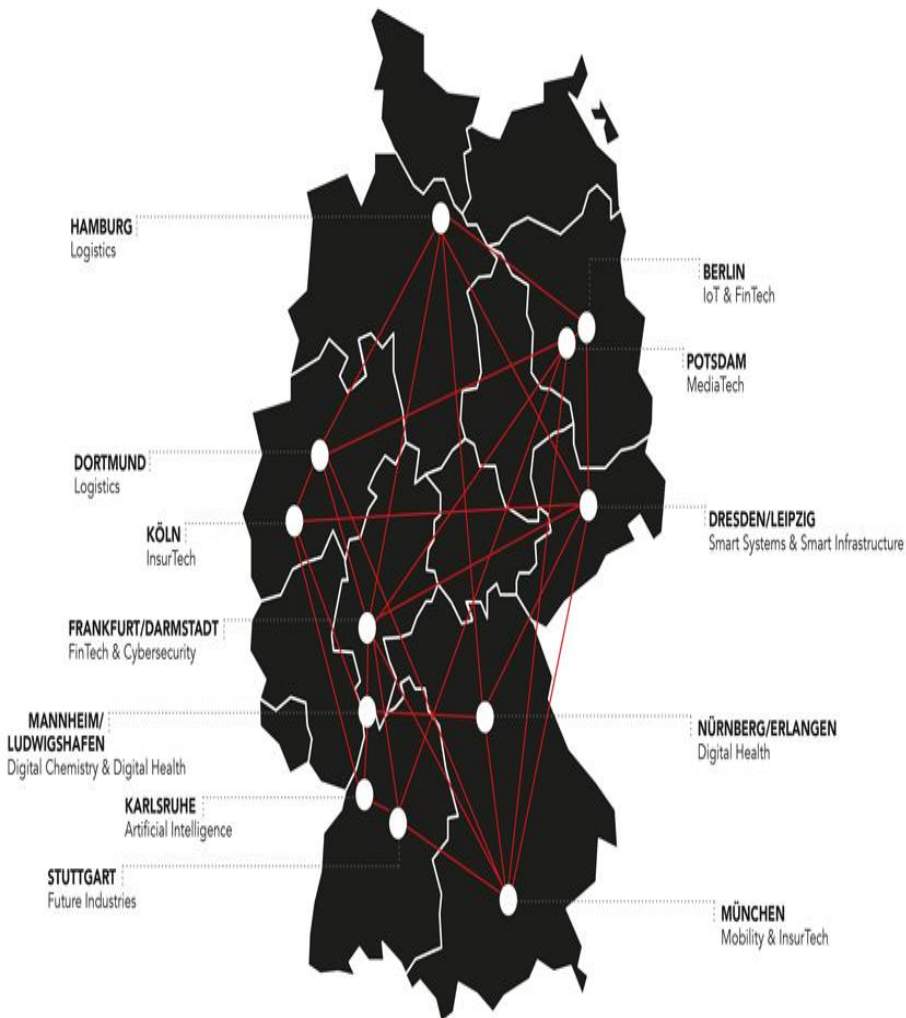 HAMBURG
Logistics
BERLIN
IoT & FinTech
POTSDAM
MediaTech
DORTMUND
Logistics
KÖLN
InsurTech
DRESDEN/LEIPZIG
Smart Systems & Smart Infrastructure
FRANKFURT/DARMSTADT
FinTech & Cybersecurity
MANNHEIM/
LUDWIGSHAFEN
Digital Chemistry & Digital Health
NÜRNBERG/ERLANGEN
Digital Health
KARLSRUHE
Artificial Intelligence
STUTTGART
Future Industries
MÜNCHEN
Mobility & InsurTech